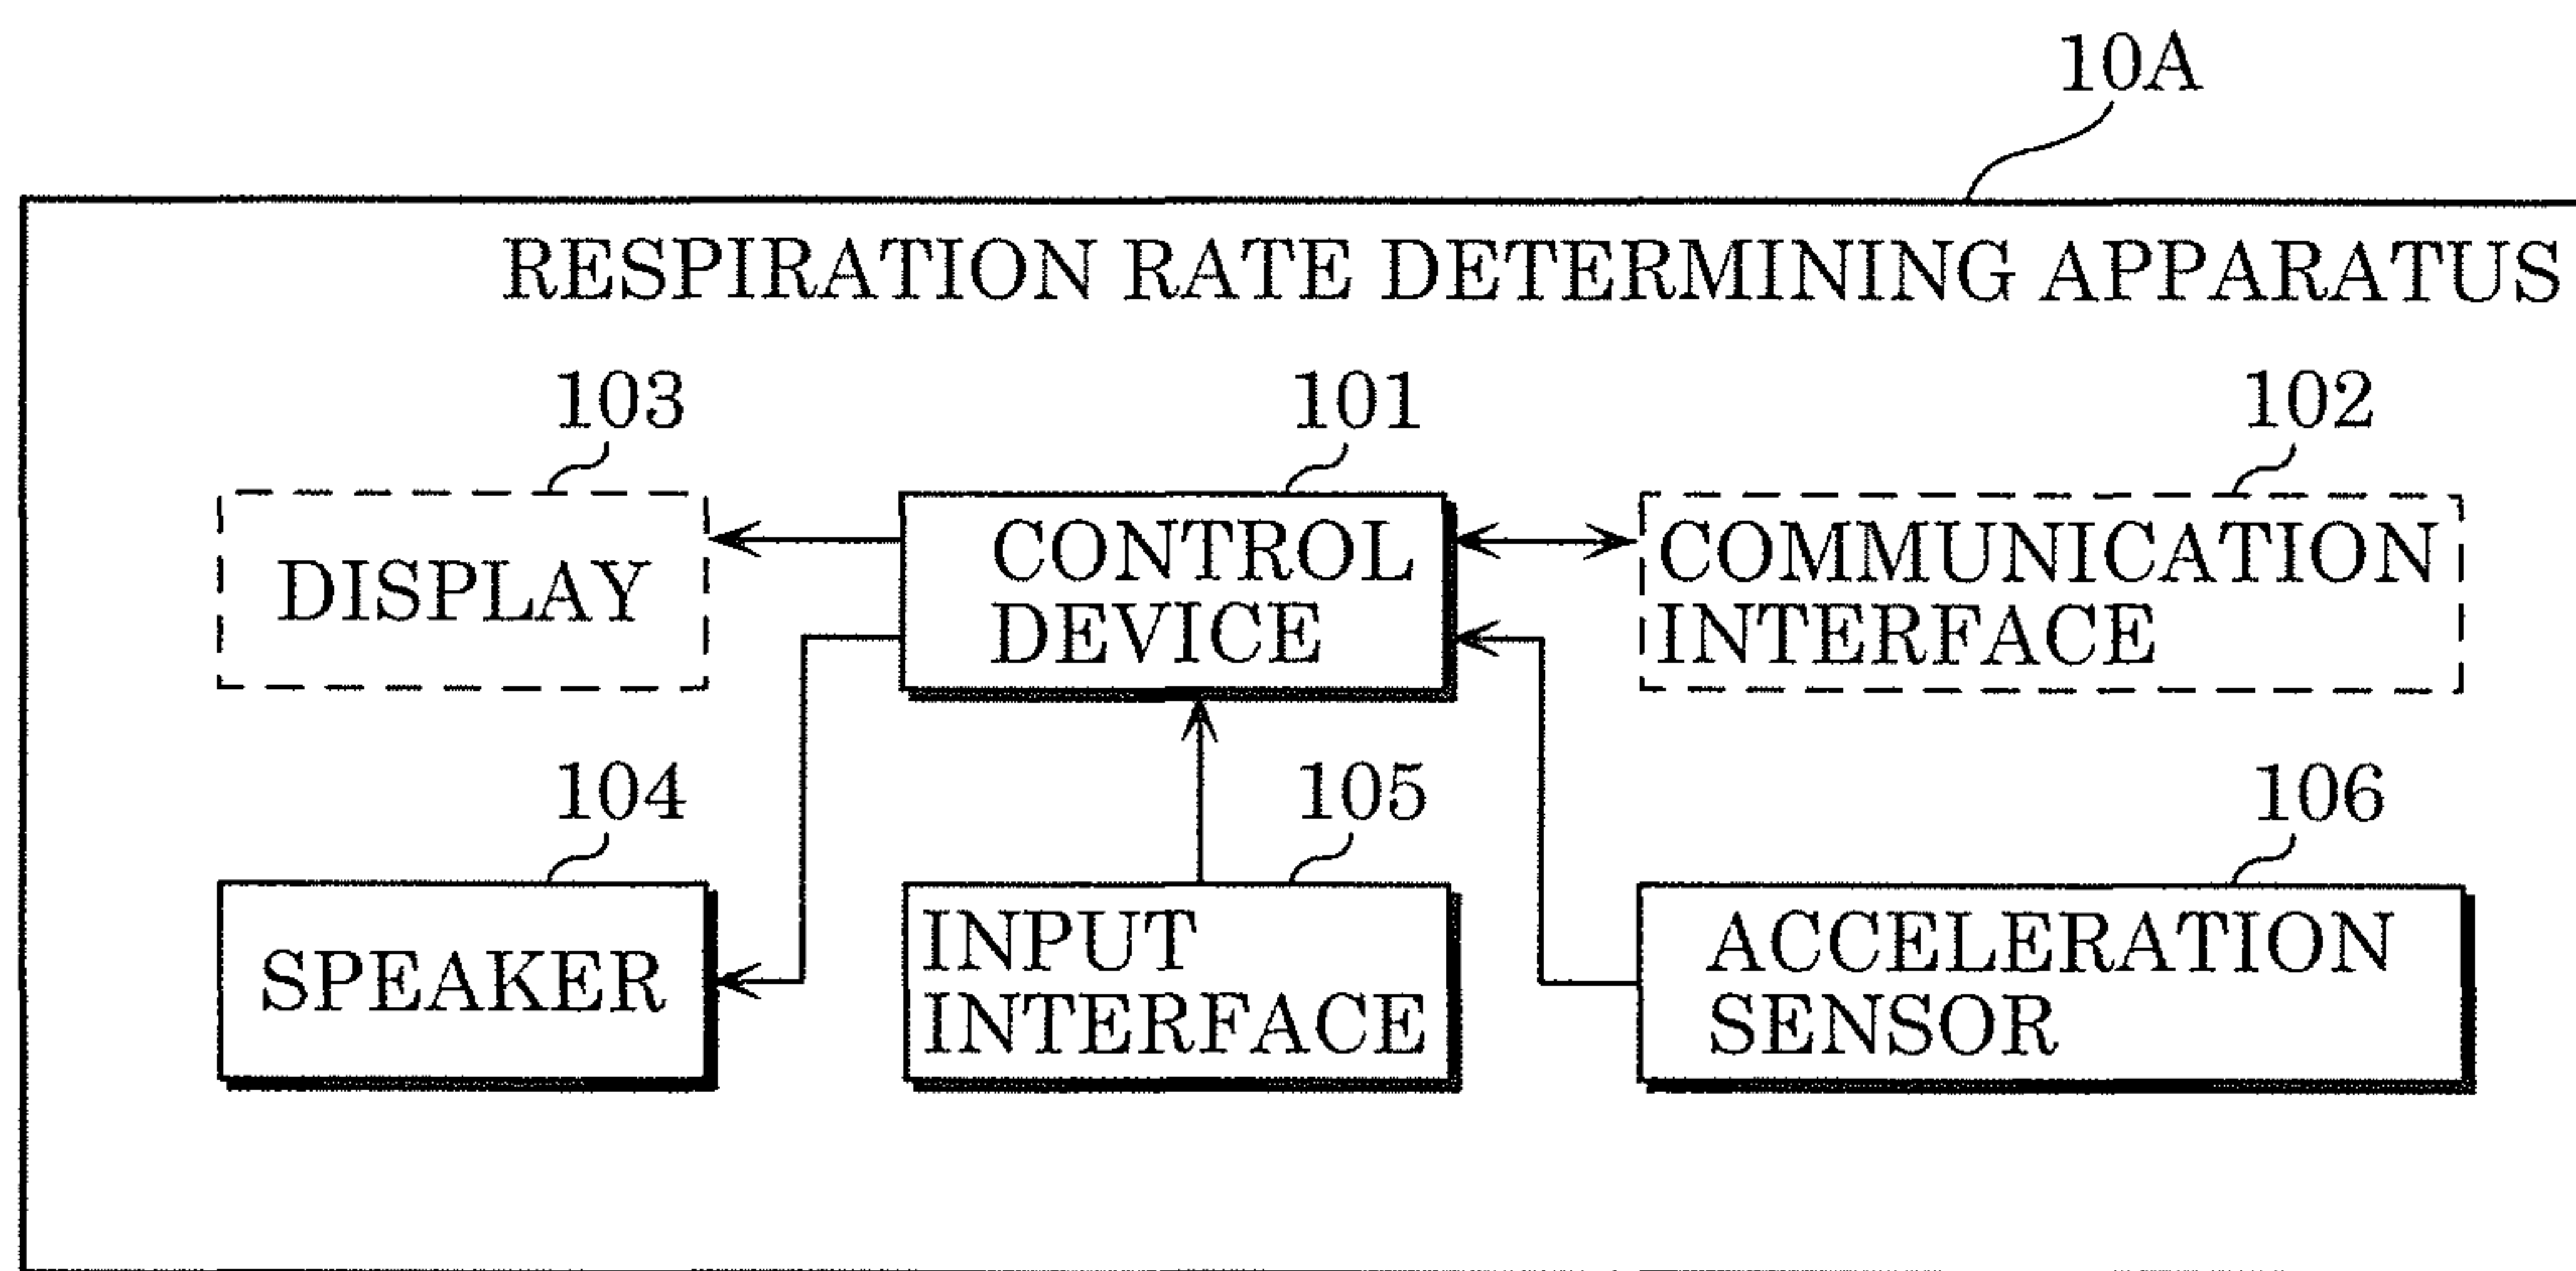 10A
RESPIRATION RATE DETERMINING APPARATUS
103
101
102
DISPLAY
CONTROL
DEVICE
COMMUNICATION
INTERFACE
104
105
106
SPEAKER
INPUT
INTERFACE
ACCELERATION
SENSOR